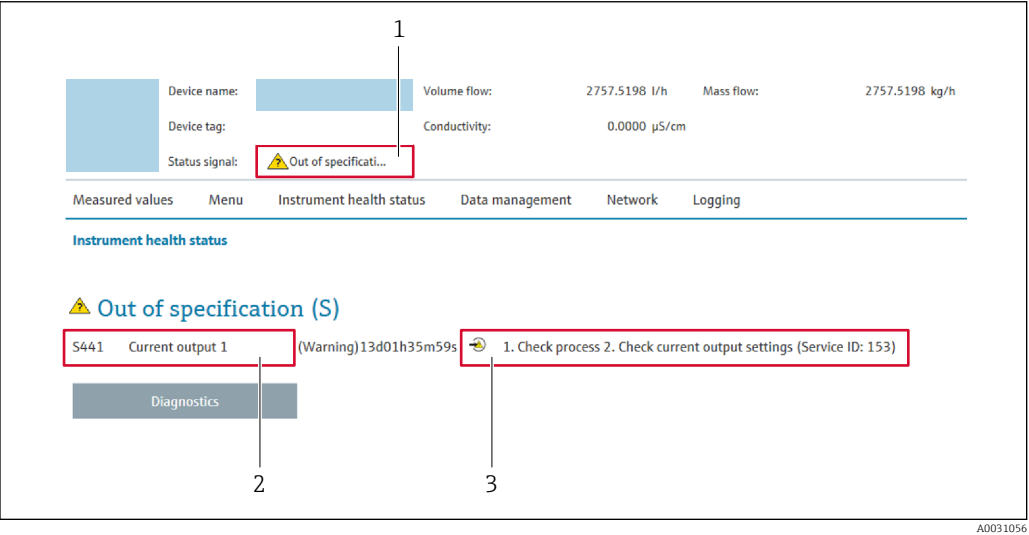 1
Device name: Volume flow: 2757.5198 l/h Mass flow: 2757.5198 kg/h
Device tag: Conductivity: 0.0000 µS/cm
Status signal: Out of specificati...
Measured values Menu Instrument health status Data management Network Logging
Instrument health status
Out of specification (S)
S441 Current output 1 (Warning)13d01h35m59s 1. Check process 2. Check current output settings (Service ID: 153)
Diagnostics
2 3
A0031056